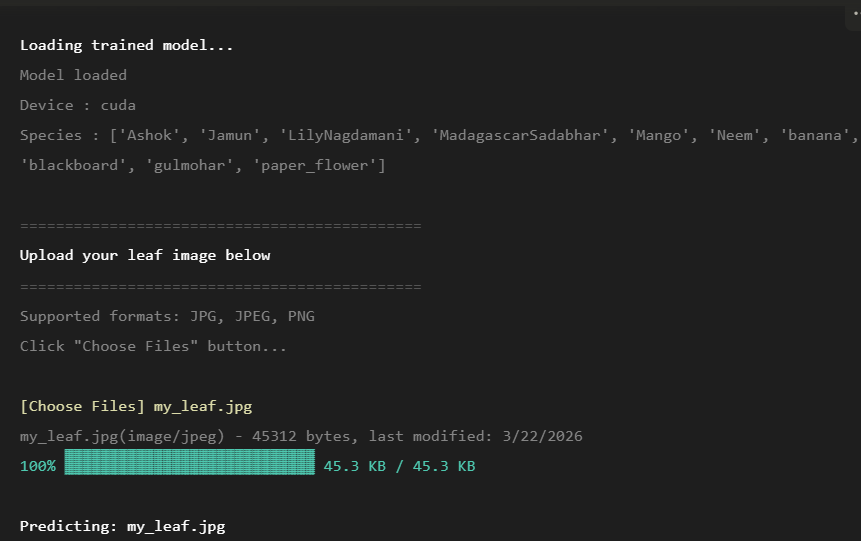 Loading trained model...
Model loaded
Device : cuda
Species : ['Ashok', 'Jamun', 'LilyNagdamani', 'MadagascarSadabhar', 'Mango', 'Neem', 'banana',
'blackboard', 'gulmohar', 'paper_flower']
=============================================
Upload your leaf image below
=============================================
Supported formats: JPG, JPEG, PNG
Click "Choose Files" button...
[Choose Files] my_leaf.jpg
my_leaf.jpg(image/jpeg) - 45312 bytes, last modified: 3/22/2026
100% 45.3 KB / 45.3 KB
Predicting: my_leaf.jpg